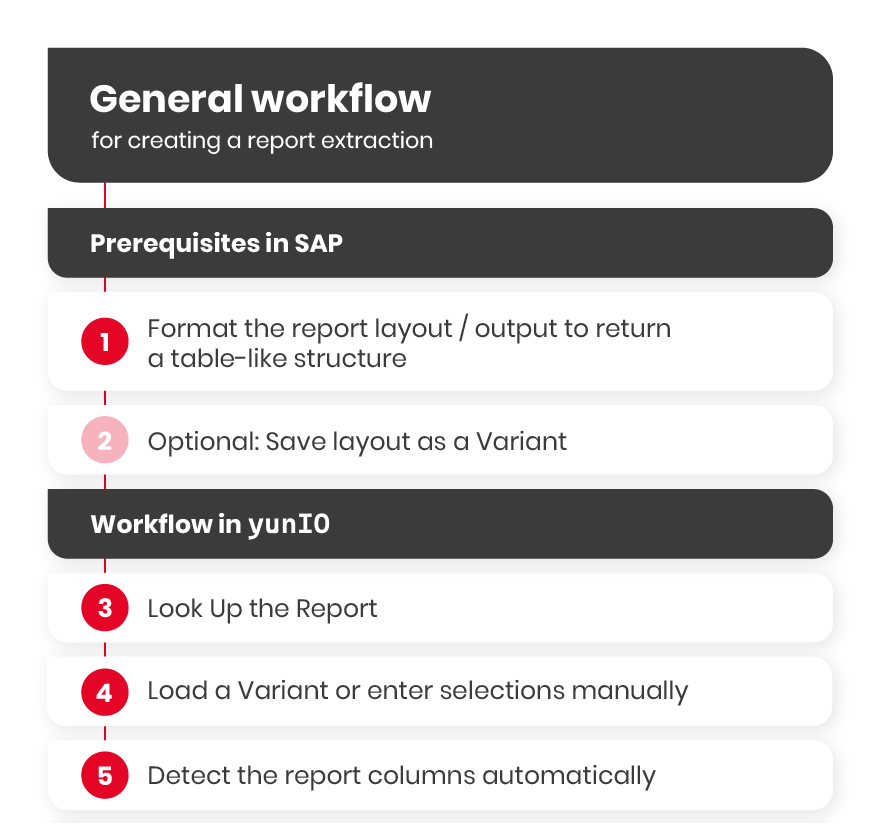 General workflow
for creating a report extraction
Prerequisites in SAP
1
Format the report layout / output to return
a table-like structure
2
Optional: Save layout as a Variant
Workflow in yunIO
3
Look Up the Report
4
Load a Variant or enter selections manually
5
Detect the report columns automatically